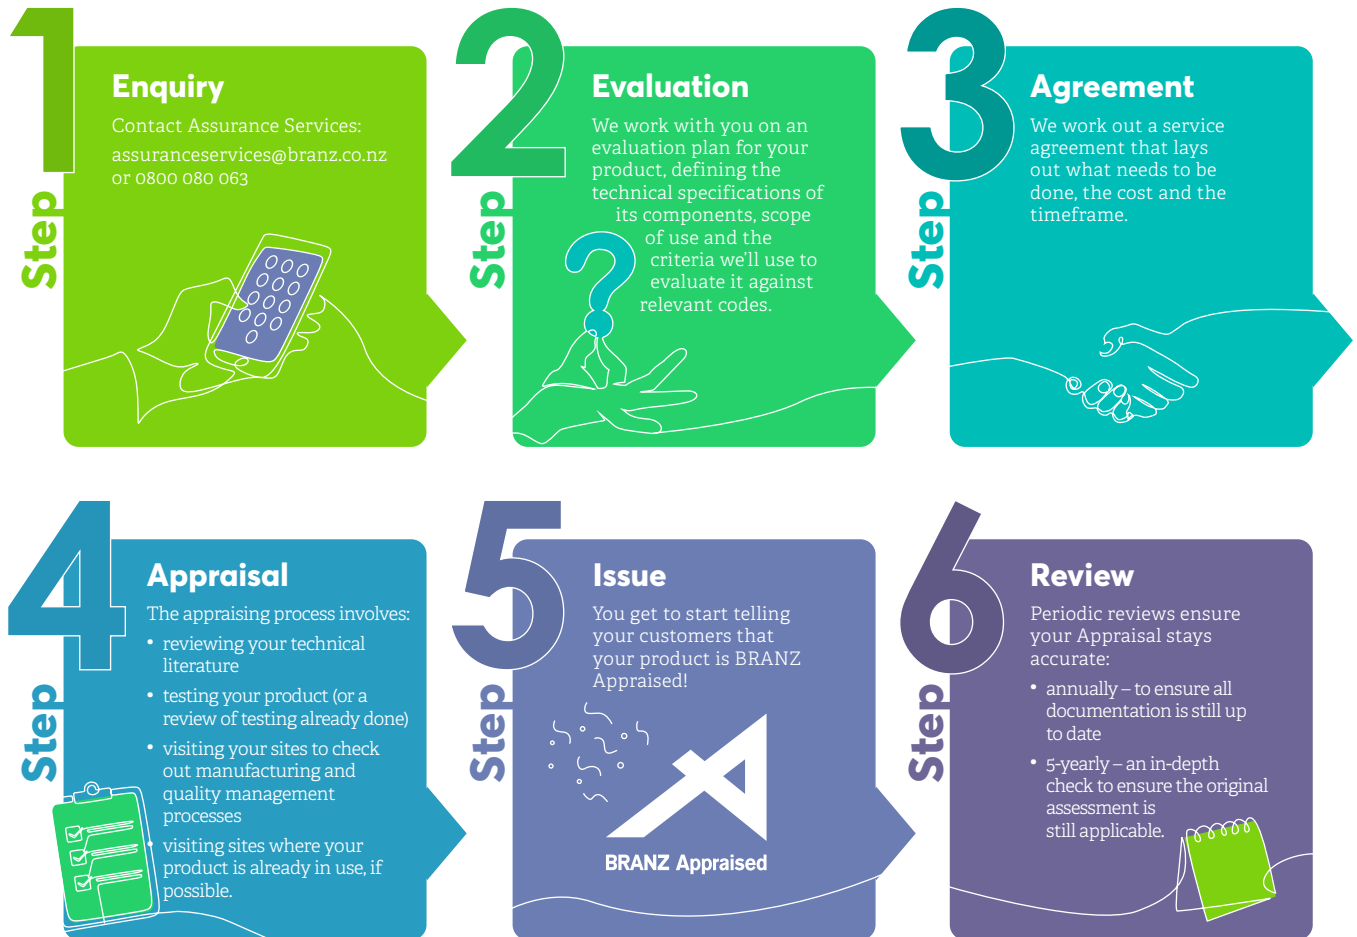 1
Step
Enquiry
Contact Assurance Services:
assuranceservices@branz.co.nz
or 0800 080 063
2
Step
Evaluation
We work with you on an
evaluation plan for your
product, defining the
technical specifications of
its components, scope
of use and the
criteria we'll use to
evaluate it against
relevant codes.
?
3
Step
Agreement
We work out a service
agreement that lays
out what needs to be
done, the cost and the
timeframe.
4
Step
Appraisal
The appraising process involves:
• reviewing your technical
literature
• testing your product (or a
review of testing already done)
• visiting your sites to check
out manufacturing and
quality management
processes
• visiting sites where your
product is already in use, if
possible.
5
Step
Issue
You get to start telling
your customers that
your product is BRANZ
Appraised!
BRANZ Appraised
6
Step
Review
Periodic reviews ensure
your Appraisal stays
accurate:
• annually – to ensure all
documentation is still up
to date
• 5-yearly – an in-depth
check to ensure the original
assessment is
still applicable.